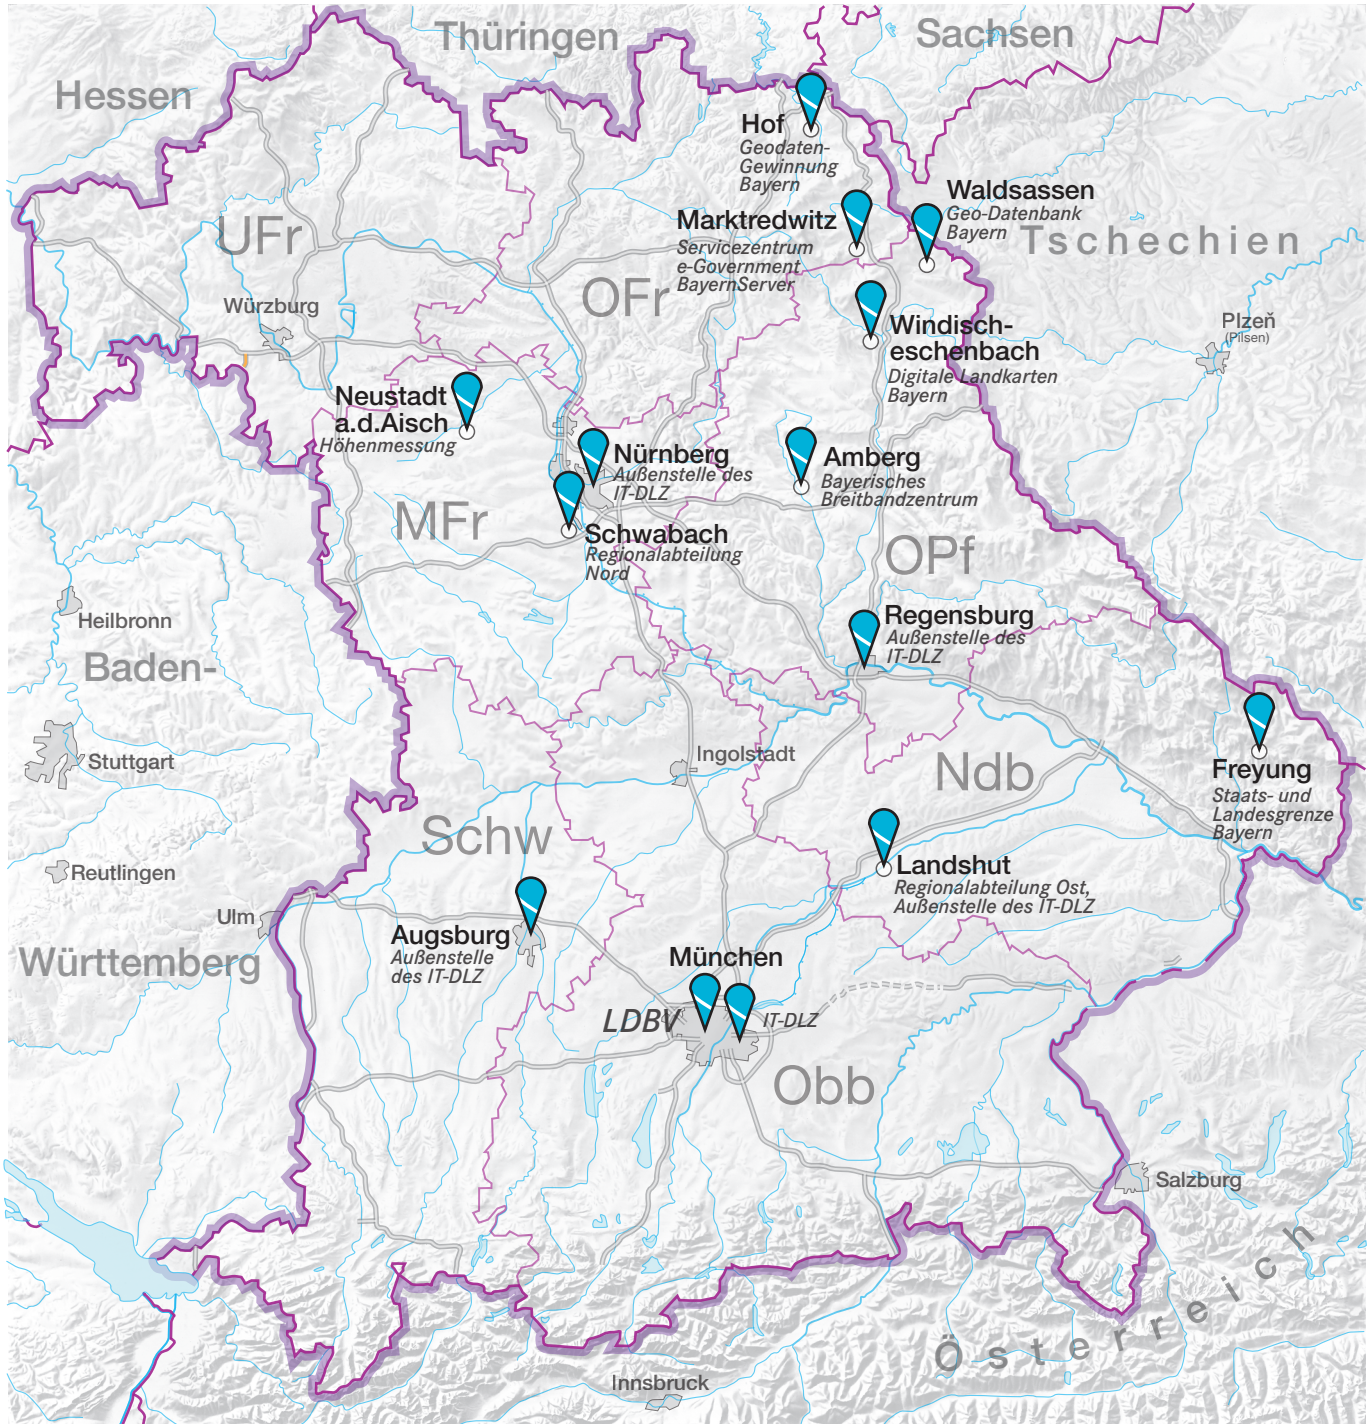 Thüringen
Sachsen
Hessen
Hof
Geodaten-
Gewinnung
Bayern
Waldsassen
Geo-Datenbank
Bayern
Marktredwitz
Servicezentrum
e-Government
BayernServer
Tschechien
UFr
OFr
Würzburg
Windisch-
eschenbach
Digitale Landkarten
Bayern
Plzeň
(Pilsen)
Neustadt
a.d.Aisch
Höhenmessung
Nürnberg
Außenstelle des
IT-DLZ
Amberg
Bayerisches
Breitbandzentrum
MFr
Schwabach
Regionalabteilung
Nord
OPf
Heilbronn
Regensburg
Außenstelle des
IT-DLZ
Baden-
Stuttgart
Ingolstadt
Ndb
Freyung
Staats- und
Landesgrenze
Bayern
Schw
Reutlingen
Landshut
Regionalabteilung Ost,
Außenstelle des IT-DLZ
Ulm
Augsburg
Außenstelle
des IT-DLZ
Württemberg
München
LDBV
IT-DLZ
Obb
Salzburg
Österreich
Innsbruck